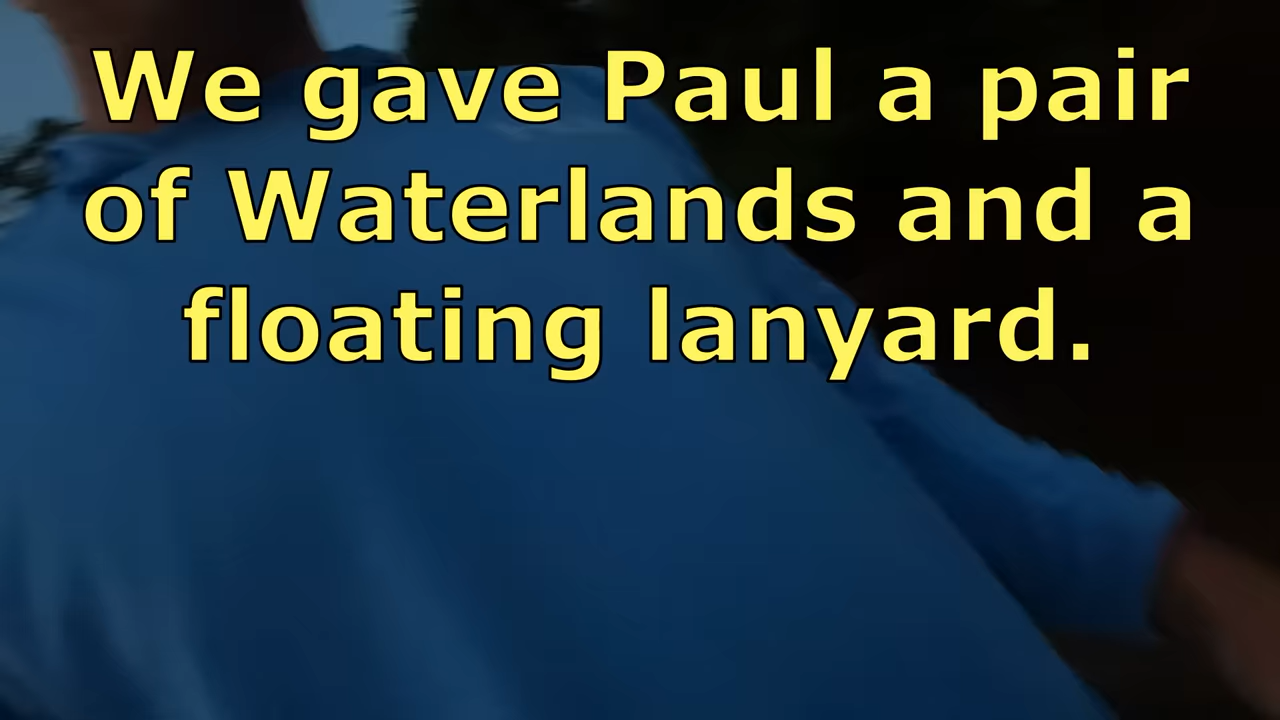 We gave Paul a pair
of Waterlands and a
floating lanyard.